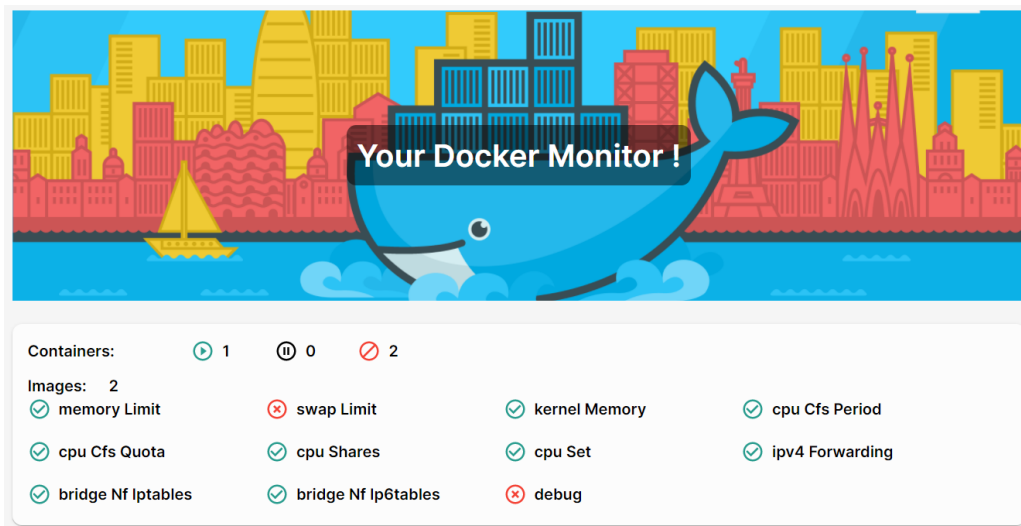 Your Docker Monitor !
Containers: 1 0 2
Images: 2
memory Limit swap Limit kernel Memory cpu Cfs Period
cpu Cfs Quota cpu Shares cpu Set ipv4 Forwarding
bridge Nf Iptables bridge Nf Ip6tables debug